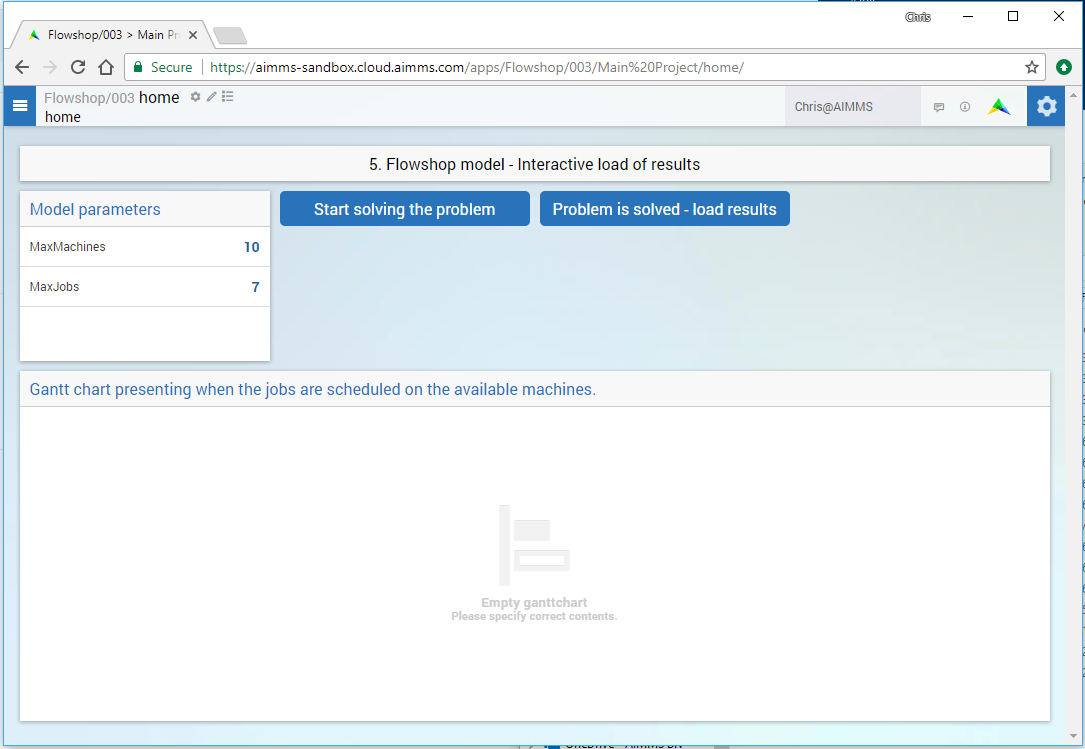 Chris
Flowshop/003 > Main Pr
Secure
https://aimms-sandbox.cloud.aimms.com/apps/Flowshop/003/Main%20Project/home/
Flowshop/003 home
home
Chris@AIMMS
5. Flowshop model - Interactive load of results
Model parameters
Start solving the problem
Problem is solved - load results
MaxMachines 10
MaxJobs 7
Gantt chart presenting when the jobs are scheduled on the available machines.
Empty ganttchart
Please specify correct contents.